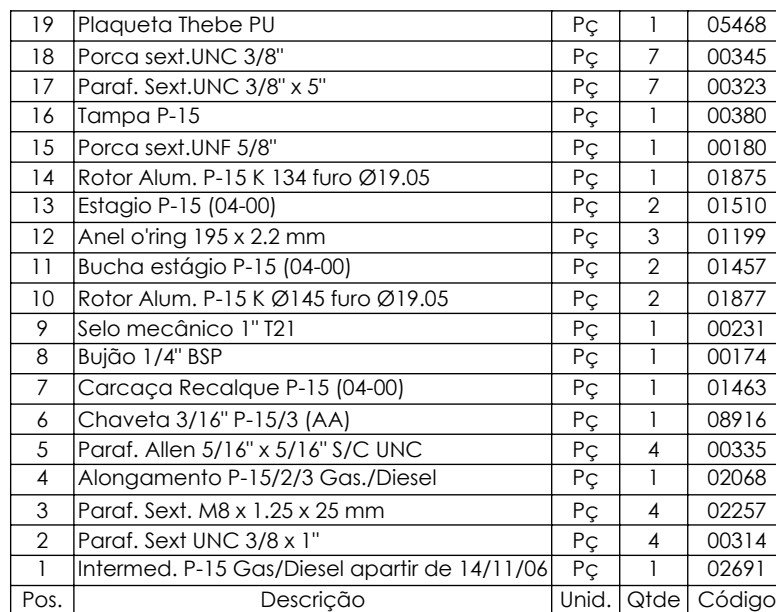 19 Plaqueta Thebe PU Pç 1 05468
18 Porca sext.UNC 3/8" Pç 7 00345
17 Paraf. Sext.UNC 3/8" x 5" Pç 7 00323
16 Tampa P-15 Pç 1 00380
15 Porca sext.UNF 5/8" Pç 1 00180
14 Rotor Alum. P-15 K 134 furo Ø19.05 Pç 1 01875
13 Estagio P-15 (04-00) Pç 2 01510
12 Anel o'ring 195 x 2.2 mm Pç 3 01199
11 Bucha estágio P-15 (04-00) Pç 2 01457
10 Rotor Alum. P-15 K Ø145 furo Ø19.05 Pç 2 01877
9 Selo mecânico 1" T21 Pç 1 00231
8 Bujão 1/4" BSP Pç 1 00174
7 Carcaça Recalque P-15 (04-00) Pç 1 01463
6 Chaveta 3/16" P-15/3 (AA) Pç 1 08916
5 Paraf. Allen 5/16" x 5/16" S/C UNC Pç 4 00335
4 Alongamento P-15/2/3 Gas./Diesel Pç 1 02068
3 Paraf. Sext. M8 x 1.25 x 25 mm Pç 4 02257
2 Paraf. Sext UNC 3/8 x 1" Pç 4 00314
1 Intermed. P-15 Gas/Diesel apartir de 14/11/06 Pç 1 02691
Pos. Descrição Unid. Qtde Código